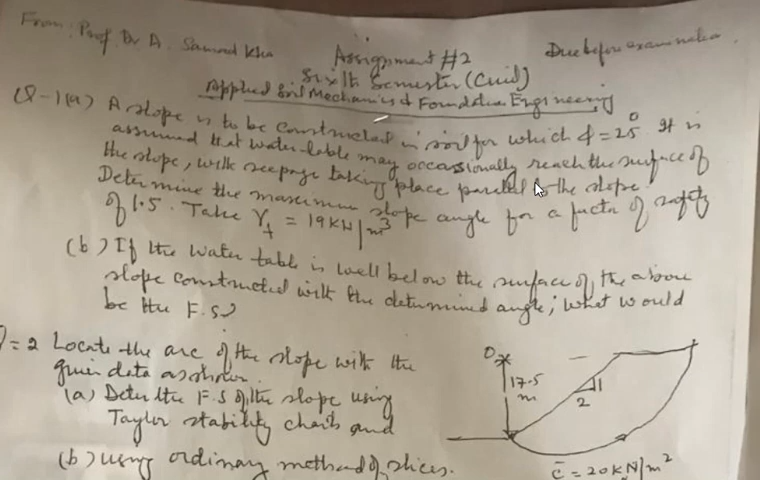 From: Prof Dr A. Samad Khan
Assignment #2
Due before examination
Sixth Semester (Civil)
Applied Soil Mechanics & Foundation Engineering
Q-1(a) A slope is to be constructed in soil for which ϕ = 25° It is
assumed that water-table may occassionally reach the surface of
the slope, with seepage taking place parallel to the slope.
Determine the maximum slope angle for a factor of safety
of 1.5. Take γt = 19 kN/m³
(b) If the water table is well below the surface of the above
slope constructed with the determined angle; what would
be the F.S?
Q=2 Locate the arc of the slope with the
given data as shown.
(a) Deter the F.S of the slope using
Taylor stability charts and
(b) using ordinary method of slices.
O
17.5
m
1
2
c̄ = 20 kN/m²